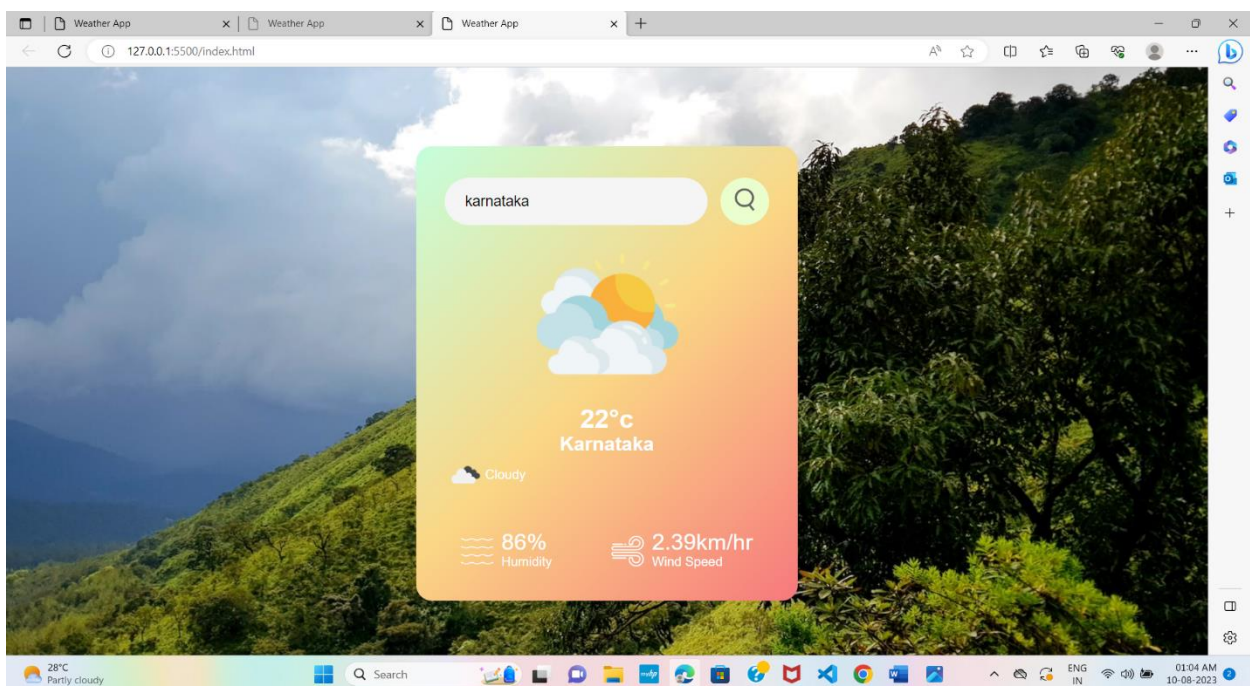 Weather App
Weather App
Weather App
127.0.0.1:5500/index.html
karnataka
22°c
Karnataka
Cloudy
86%
Humidity
2.39km/hr
Wind Speed
28°C
Partly cloudy
Search
ENG
IN
01:04 AM
10-08-2023
2